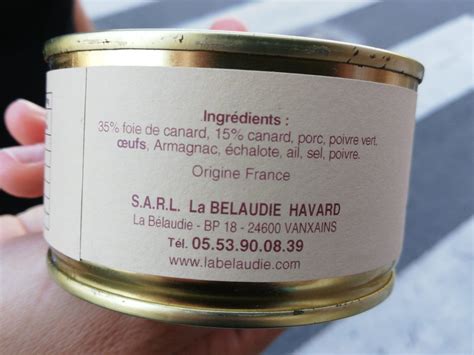 Ingrédients :
35% foie de canard, 15% canard, porc, poivre vert,
œufs, Armagnac, échalote, ail, sel, poivre.
Origine France
S.A.R.L. La BELAUDIE HAVARD
La Bélaudie - BP 18 - 24600 VANXAINS
Tél. 05.53.90.08.39
www.labelaudie.com